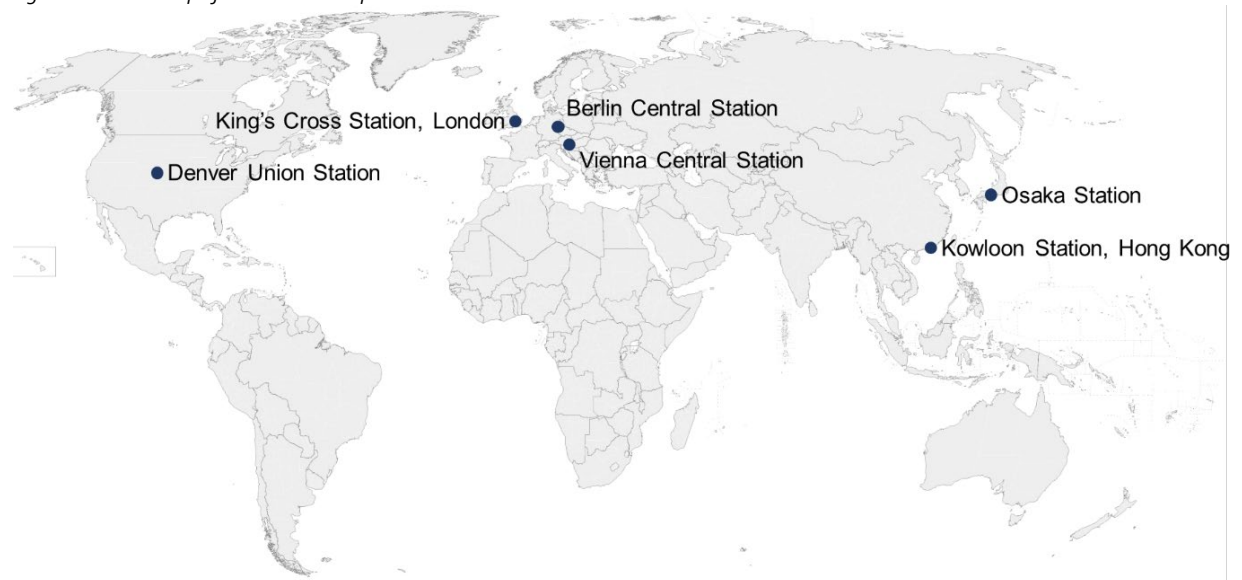 Berlin Central Station
King's Cross Station, London
Vienna Central Station
Denver Union Station
Osaka Station
Kowloon Station, Hong Kong